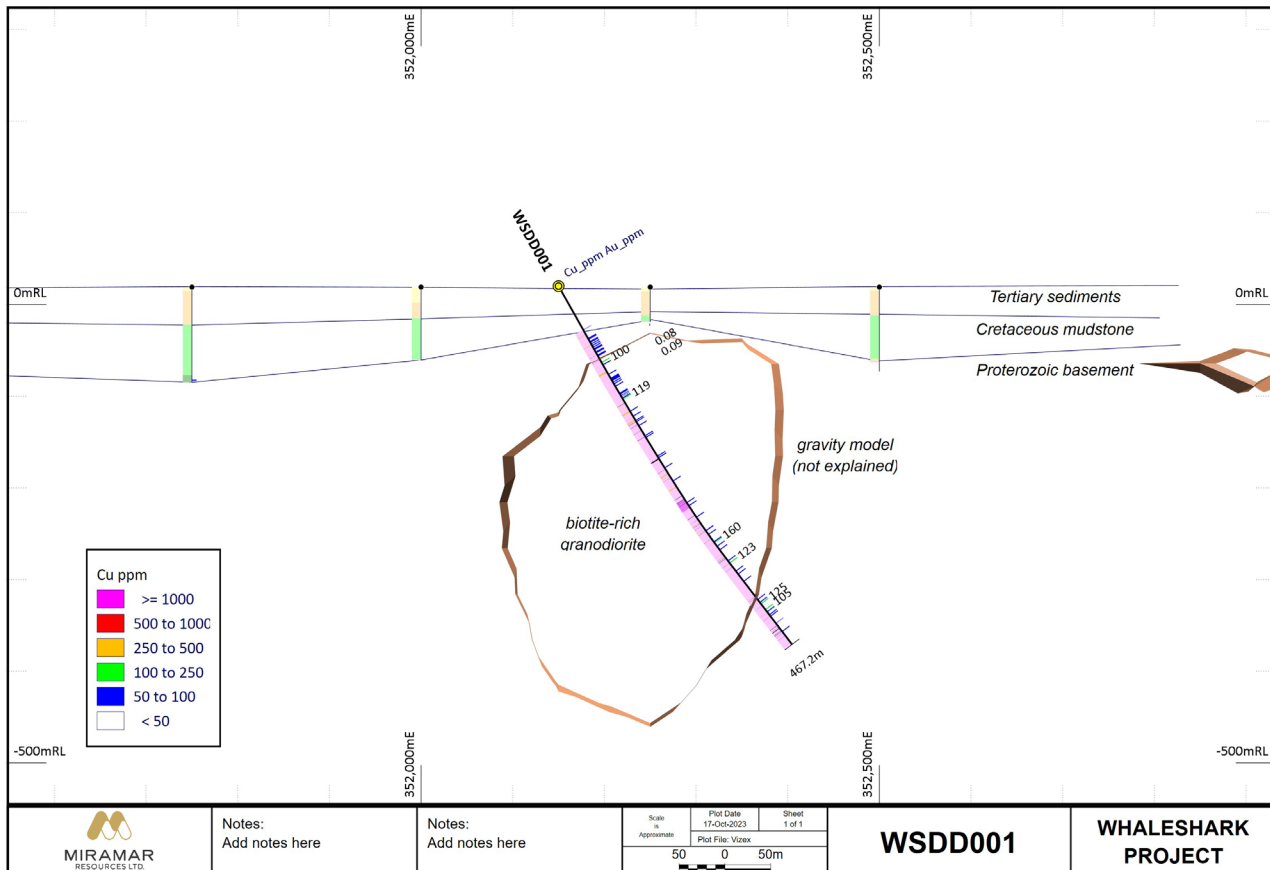 352,000mE
352,500mE
WSDD001
Cu_ppm Au_ppm
0mRL
0mRL
Tertiary sediments
Cretaceous mudstone
Proterozoic basement
0.08
0.09
100
119
gravity model
(not explained)
biotite-rich
granodiorite
160
123
125
105
467.2m
Cu ppm
>= 1000
500 to 1000
250 to 500
100 to 250
50 to 100
< 50
-500mRL
-500mRL
352,000mE
352,500mE
MIRAMAR
RESOURCES LTD.
Notes:
Add notes here
Notes:
Add notes here
Scale
is
Approximate
Plot Date
17-Oct-2023
Sheet
1 of 1
Plot File: Vizex
50 0 50m
WSDD001
WHALESHARK
PROJECT